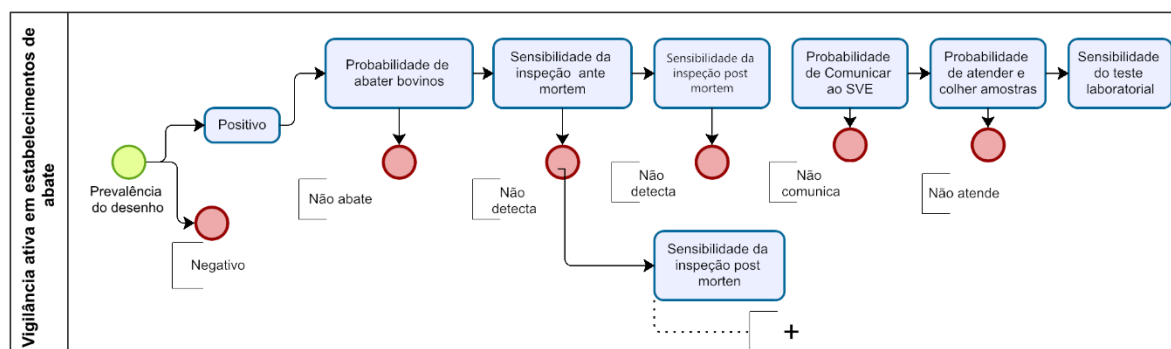 Vigilância ativa em estabelecimentos de
abate
Prevalência
do desenho
Positivo
Negativo
Probabilidade de
abater bovinos
Não abate
Sensibilidade da
inspeção ante
mortem
Não
detecta
Sensibilidade da
inspeção post
mortem
Não
detecta
Sensibilidade da
inspeção post
morten
+
Probabilidade
de Comunicar
ao SVE
Não
comunica
Probabilidade
de atender e
colher amostras
Não atende
Sensibilidade
do teste
laboratorial